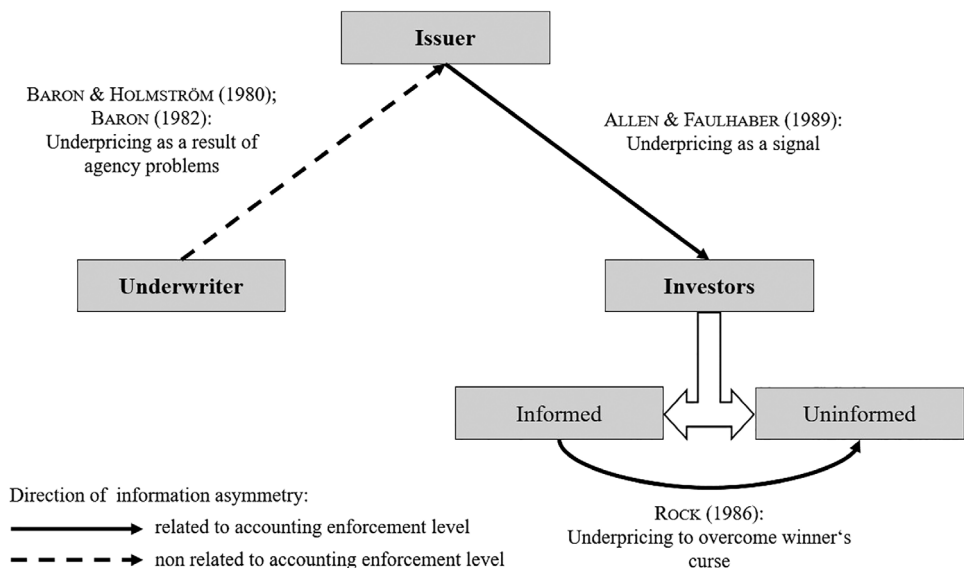 Issuer
BARON & HOLMSTRÖM (1980);
BARON (1982):
Underpricing as a result of
agency problems
ALLEN & FAULHABER (1989):
Underpricing as a signal
Underwriter
Investors
Informed
Uninformed
Direction of information asymmetry:
related to accounting enforcement level
non related to accounting enforcement level
ROCK (1986):
Underpricing to overcome winner‘s
curse